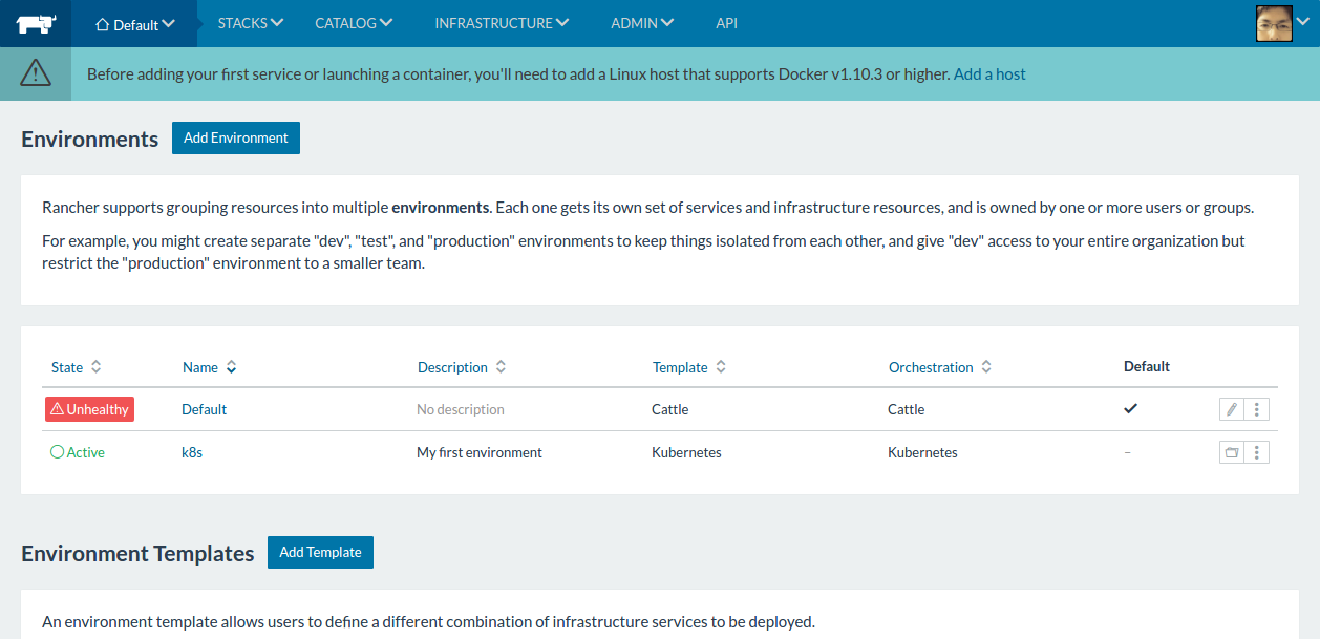 Default STACKS CATALOG INFRASTRUCTURE ADMIN API
Before adding your first service or launching a container, you'll need to add a Linux host that supports Docker v1.10.3 or higher. Add a host
Environments Add Environment
Rancher supports grouping resources into multiple environments. Each one gets its own set of services and infrastructure resources, and is owned by one or more users or groups.
For example, you might create separate "dev", "test", and "production" environments to keep things isolated from each other, and give "dev" access to your entire organization but
restrict the "production" environment to a smaller team.
State Name Description Template Orchestration Default
Unhealthy Default No description Cattle Cattle
Active k8s My first environment Kubernetes Kubernetes –
Environment Templates Add Template
An environment template allows users to define a different combination of infrastructure services to be deployed.